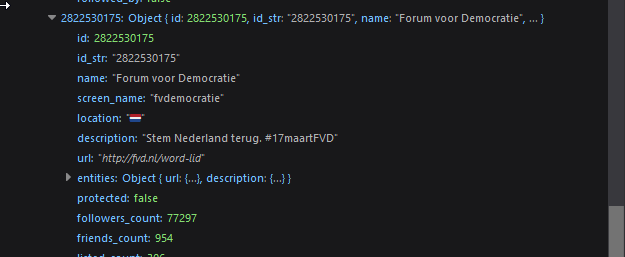 followed_by: false
2822530175: Object { id: 2822530175, id_str: "2822530175", name: "Forum voor Democratie", … }
id: 2822530175
id_str: "2822530175"
name: "Forum voor Democratie"
screen_name: "fvdemocratie"
location: "🇳🇱"
description: "Stem Nederland terug. #17maartFVD"
url: "http://fvd.nl/word-lid"
entities: Object { url: {…}, description: {…} }
protected: false
followers_count: 77297
friends_count: 954
listed_count: 306